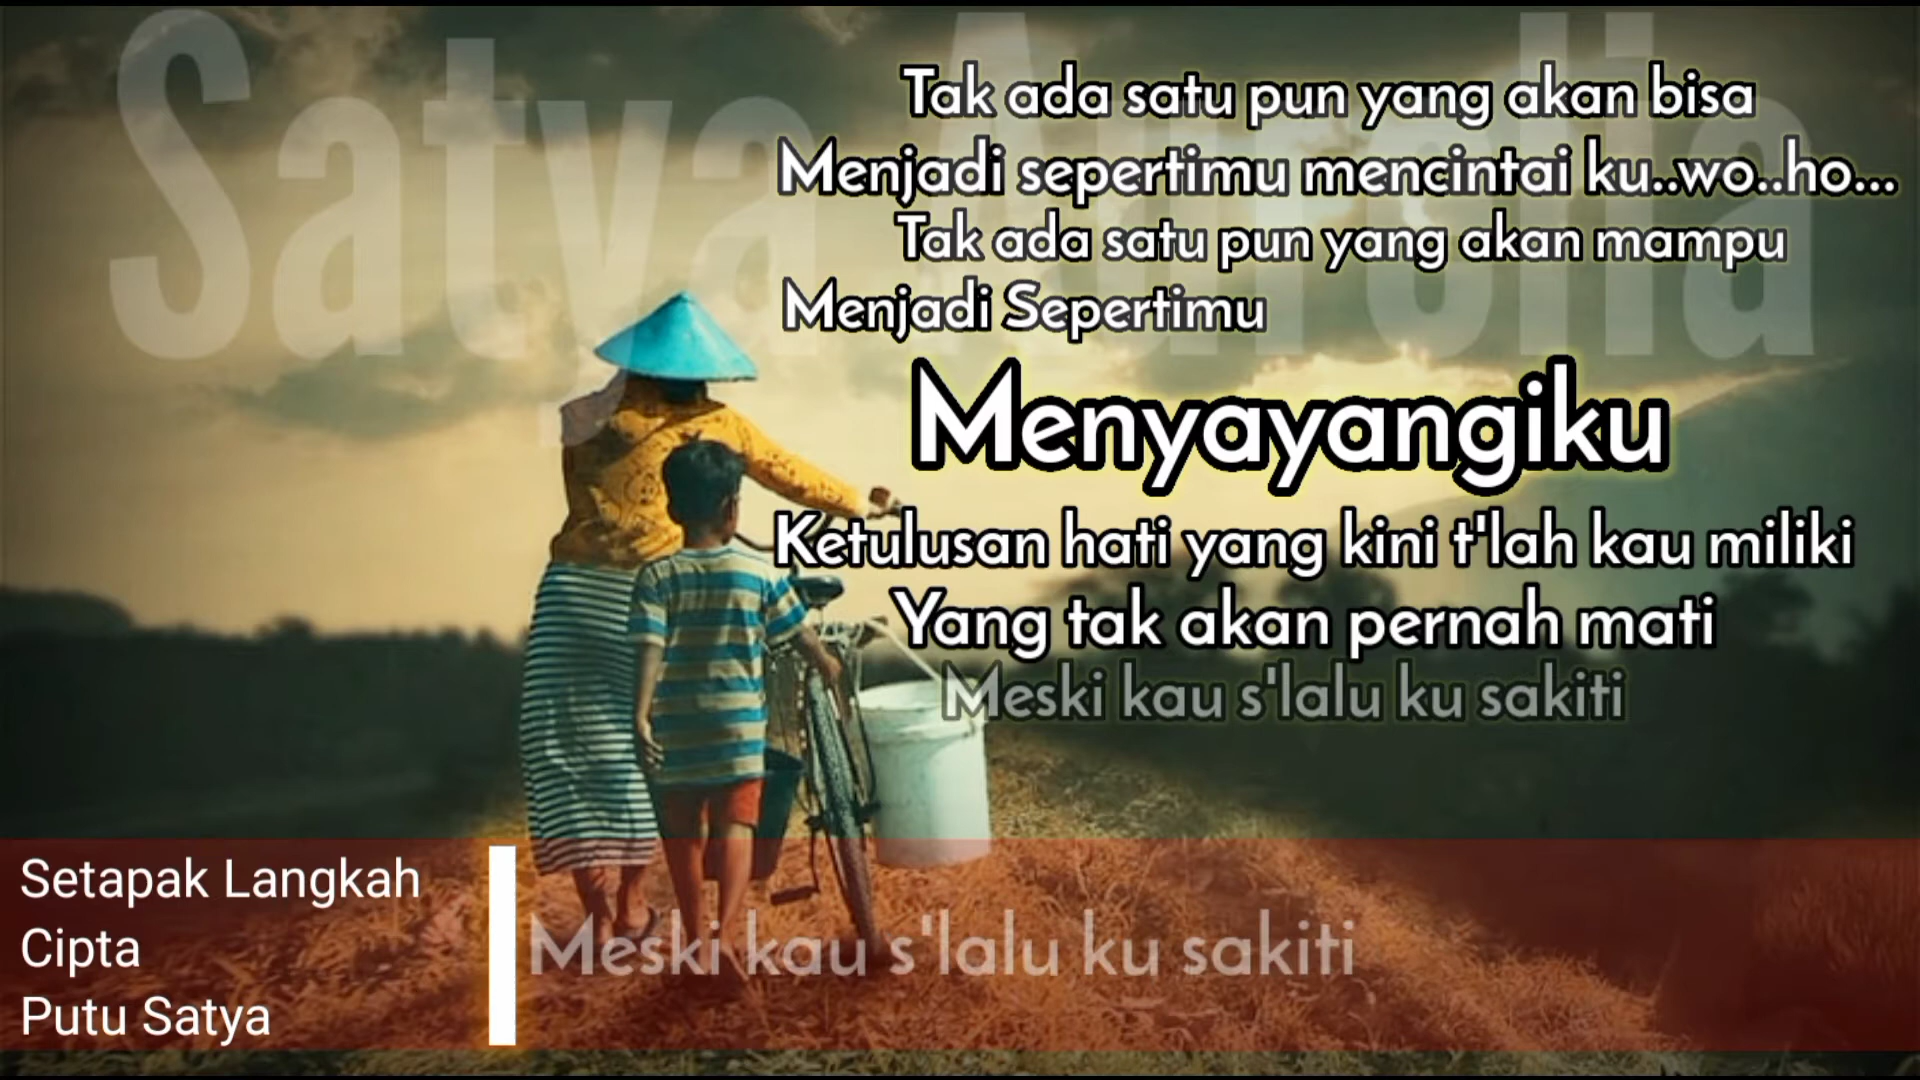 Satya Aurelia
Tak ada satu pun yang akan bisa
Menjadi sepertimu mencintai ku..wo..ho...
Tak ada satu pun yang akan mampu
Menjadi Sepertimu
Menyayangiku
Ketulusan hati yang kini t'lah kau miliki
Yang tak akan pernah mati
Meski kau s'lalu ku sakiti
Setapak Langkah
Cipta
Putu Satya
Meski kau s'lalu ku sakiti